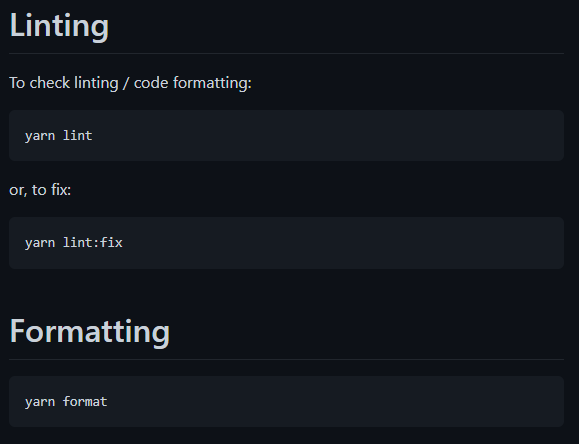 Linting
To check linting / code formatting:
yarn lint
or, to fix:
yarn lint:fix
Formatting
yarn format